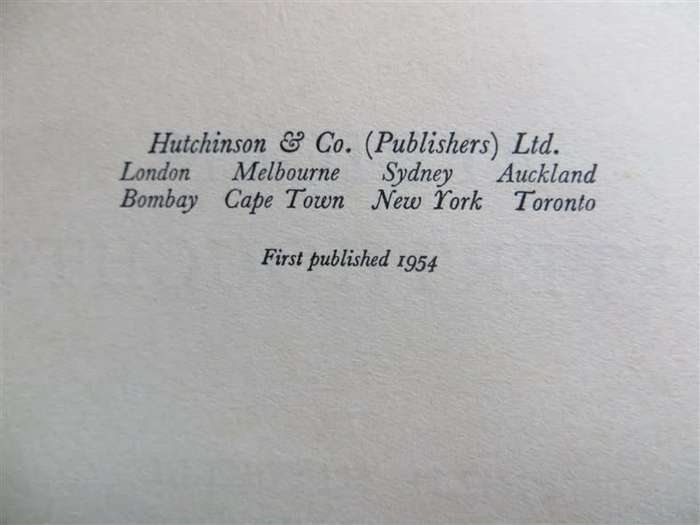 Hutchinson & Co. (Publishers) Ltd.
London Melbourne Sydney Auckland
Bombay Cape Town New York Toronto
First published 1954